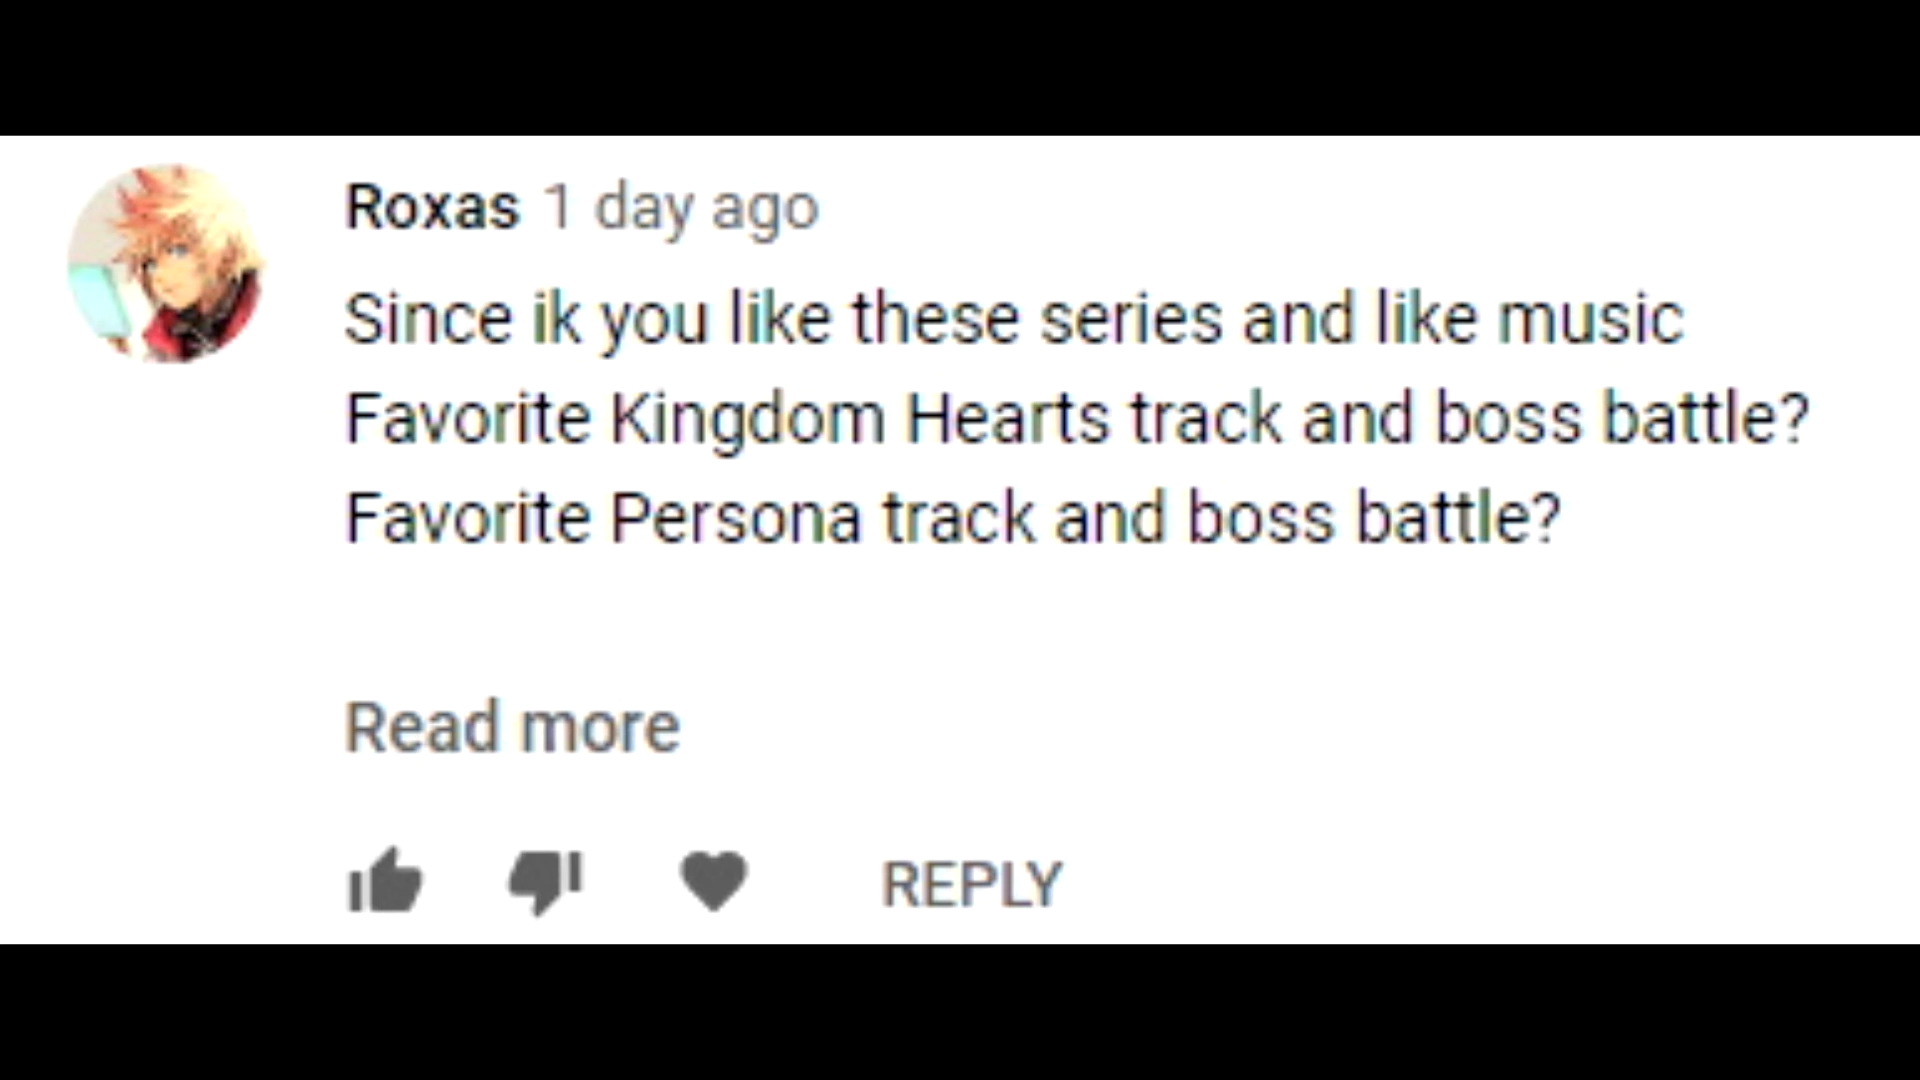 Roxas 1 day ago
Since ik you like these series and like music
Favorite Kingdom Hearts track and boss battle?
Favorite Persona track and boss battle?
Read more
REPLY